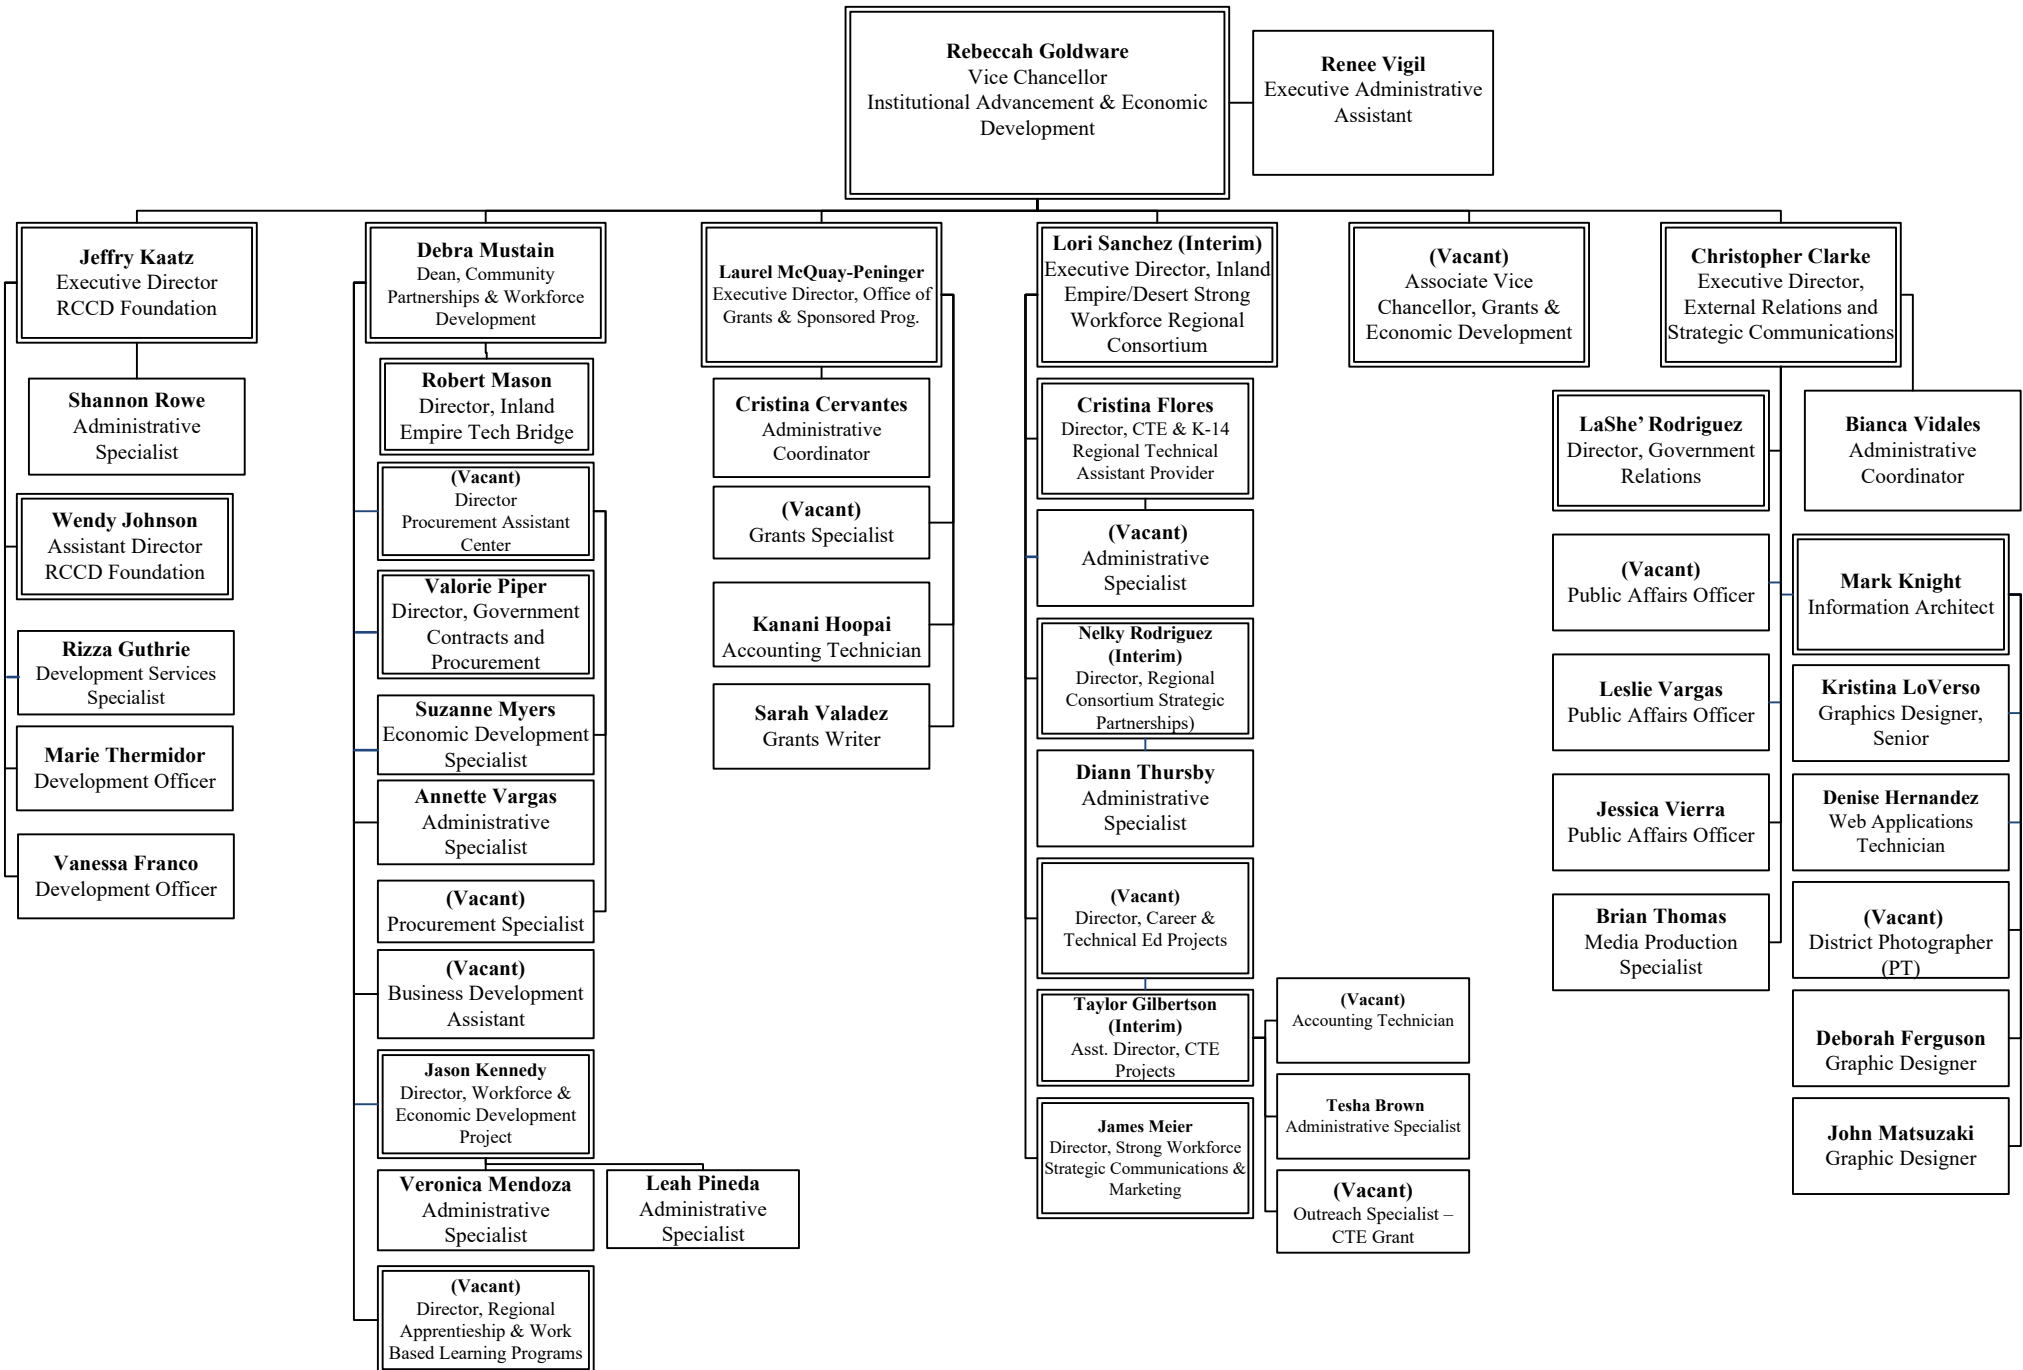 Rebeccah Goldware
Vice Chancellor
Institutional Advancement & Economic
Development
Renee Vigil
Executive Administrative
Assistant
Jeffry Kaatz
Executive Director
RCCD Foundation
Shannon Rowe
Administrative
Specialist
Wendy Johnson
Assistant Director
RCCD Foundation
Rizza Guthrie
Development Services
Specialist
Marie Thermidor
Development Officer
Vanessa Franco
Development Officer
Debra Mustain
Dean, Community
Partnerships & Workforce
Development
Robert Mason
Director, Inland
Empire Tech Bridge
(Vacant)
Director
Procurement Assistant
Center
Valorie Piper
Director, Government
Contracts and
Procurement
Suzanne Myers
Economic Development
Specialist
Annette Vargas
Administrative
Specialist
(Vacant)
Procurement Specialist
(Vacant)
Business Development
Assistant
Jason Kennedy
Director, Workforce &
Economic Development
Project
Veronica Mendoza
Administrative
Specialist
Leah Pineda
Administrative
Specialist
(Vacant)
Director, Regional
Apprentieship & Work
Based Learning Programs
Laurel McQuay-Peninger
Executive Director, Office of
Grants & Sponsored Prog.
Cristina Cervantes
Administrative
Coordinator
(Vacant)
Grants Specialist
Kanani Hoopai
Accounting Technician
Sarah Valadez
Grants Writer
Lori Sanchez (Interim)
Executive Director, Inland
Empire/Desert Strong
Workforce Regional
Consortium
Cristina Flores
Director, CTE & K-14
Regional Technical
Assistant Provider
(Vacant)
Administrative
Specialist
Nelky Rodriguez
(Interim)
Director, Regional
Consortium Strategic
Partnerships)
Diann Thursby
Administrative
Specialist
(Vacant)
Director, Career &
Technical Ed Projects
Taylor Gilbertson
(Interim)
Asst. Director, CTE
Projects
(Vacant)
Accounting Technician
Tesha Brown
Administrative Specialist
(Vacant)
Outreach Specialist –
CTE Grant
James Meier
Director, Strong Workforce
Strategic Communications &
Marketing
(Vacant)
Associate Vice
Chancellor, Grants &
Economic Development
Christopher Clarke
Executive Director,
External Relations and
Strategic Communications
LaShe’ Rodriguez
Director, Government
Relations
Bianca Vidales
Administrative
Coordinator
(Vacant)
Public Affairs Officer
Leslie Vargas
Public Affairs Officer
Jessica Vierra
Public Affairs Officer
Brian Thomas
Media Production
Specialist
Mark Knight
Information Architect
Kristina LoVerso
Graphics Designer,
Senior
Denise Hernandez
Web Applications
Technician
(Vacant)
District Photographer
(PT)
Deborah Ferguson
Graphic Designer
John Matsuzaki
Graphic Designer